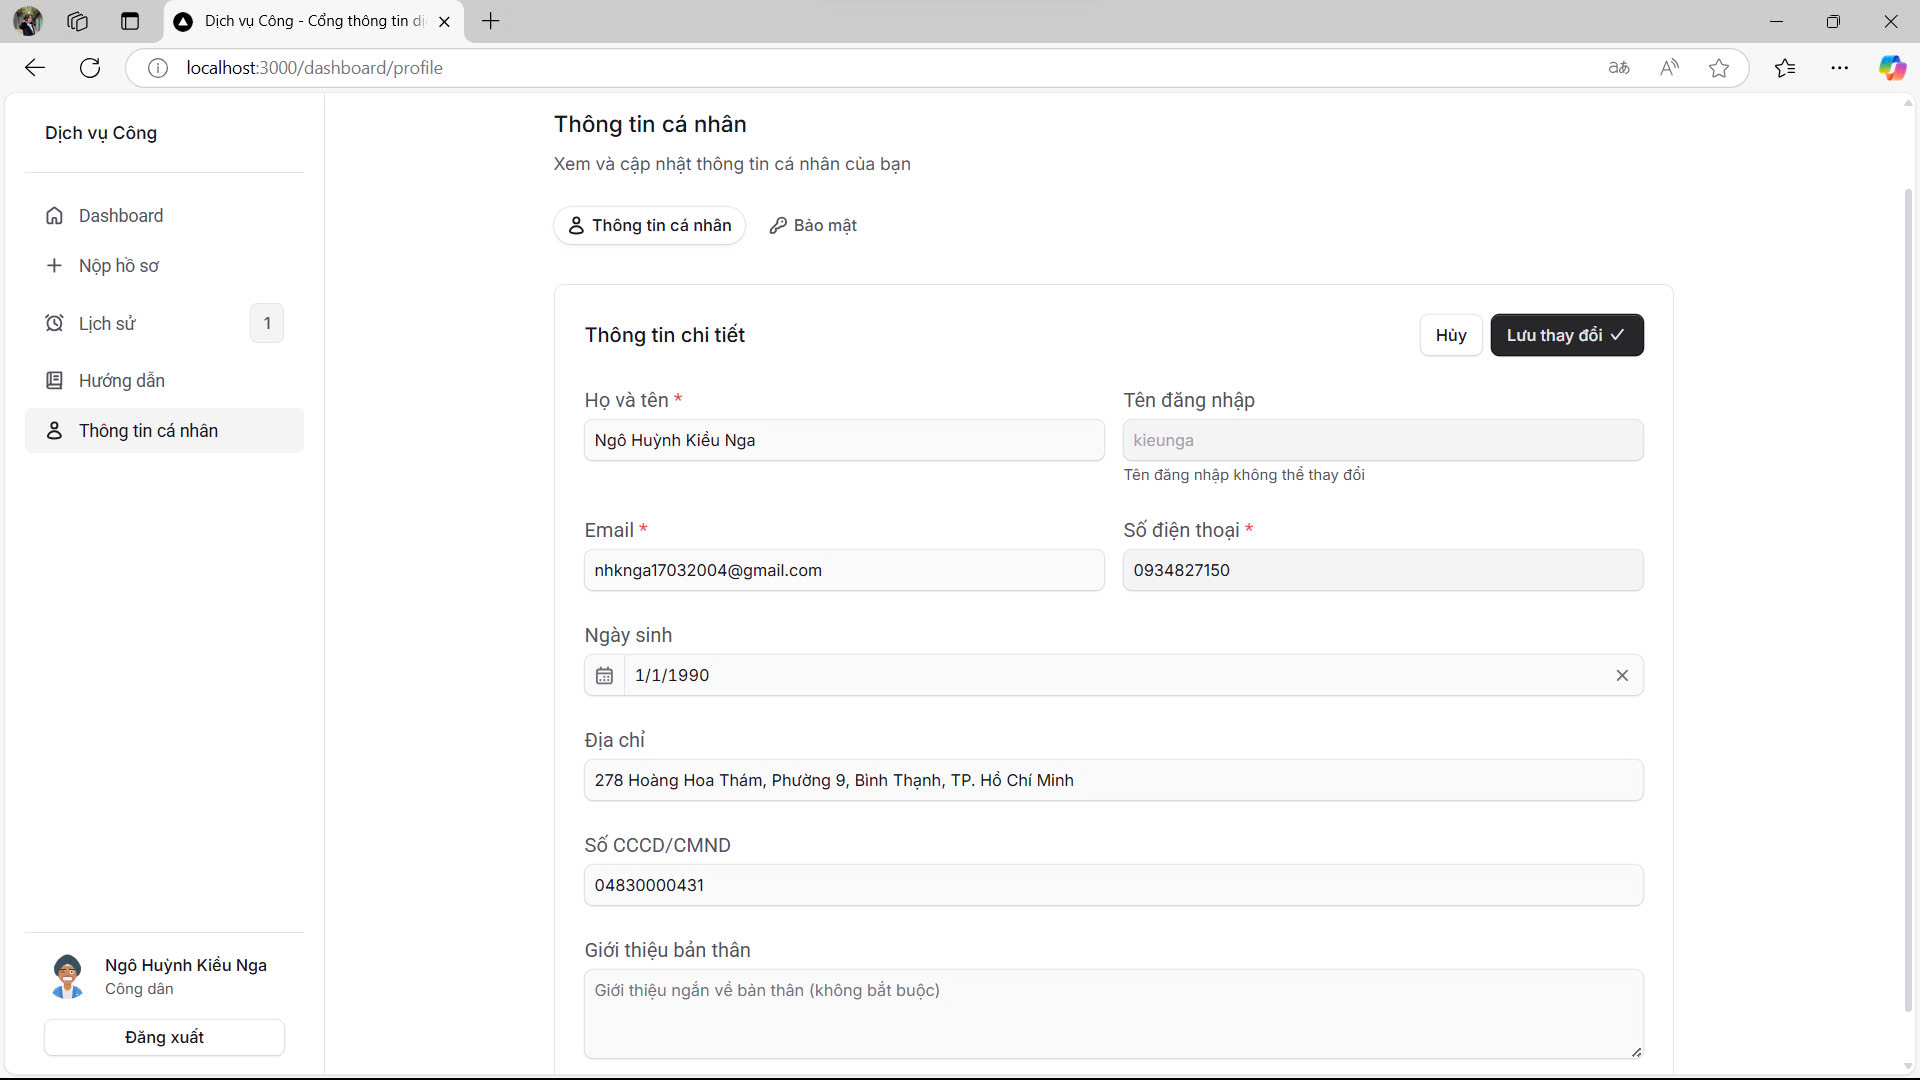 Dịch vụ Công - Cổng thông tin dị
localhost:3000/dashboard/profile
Dịch vụ Công
Dashboard
Nộp hồ sơ
Lịch sử
1
Hướng dẫn
Thông tin cá nhân
Ngô Huỳnh Kiều Nga
Công dân
Đăng xuất
Thông tin cá nhân
Xem và cập nhật thông tin cá nhân của bạn
Thông tin cá nhân
Bảo mật
Thông tin chi tiết
Hủy
Lưu thay đổi
Họ và tên *
Ngô Huỳnh Kiều Nga
Tên đăng nhập
kieunga
Tên đăng nhập không thể thay đổi
Email *
nhknga17032004@gmail.com
Số điện thoại *
0934827150
Ngày sinh
1/1/1990
Địa chỉ
278 Hoàng Hoa Thám, Phường 9, Bình Thạnh, TP. Hồ Chí Minh
Số CCCD/CMND
04830000431
Giới thiệu bản thân
Giới thiệu ngắn về bản thân (không bắt buộc)